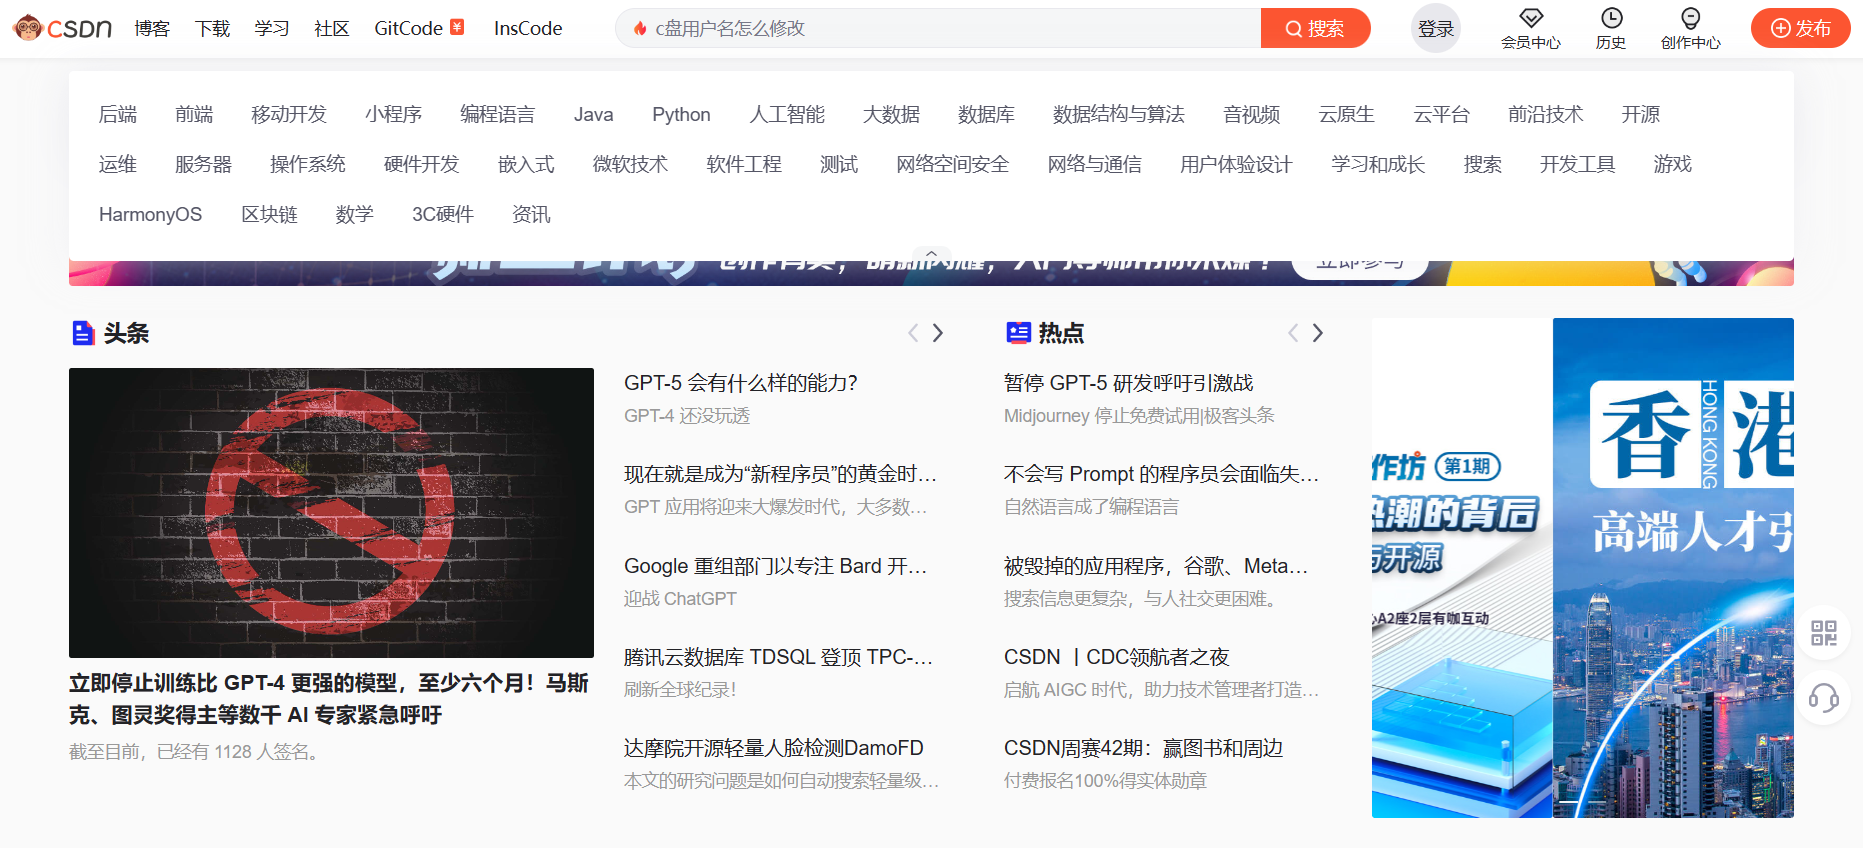 CSDN 博客 下载 学习 社区 GitCode ¥ InsCode c盘用户名怎么修改 搜索 登录 会员中心 历史 创作中心 发布
后端 前端 移动开发 小程序 编程语言 Java Python 人工智能 大数据 数据库 数据结构与算法 音视频 云原生 云平台 前沿技术 开源
运维 服务器 操作系统 硬件开发 嵌入式 微软技术 软件工程 测试 网络空间安全 网络与通信 用户体验设计 学习和成长 搜索 开发工具 游戏
HarmonyOS 区块链 数学 3C硬件 资讯
头条
立即停止训练比 GPT-4 更强的模型，至少六个月！马斯
克、图灵奖得主等数千 AI 专家紧急呼吁
截至目前，已经有 1128 人签名。
GPT-5 会有什么样的能力？
GPT-4 还没玩透
现在就是成为“新程序员”的黄金时…
GPT 应用将迎来大爆发时代，大多数…
Google 重组部门以专注 Bard 开…
迎战 ChatGPT
腾讯云数据库 TDSQL 登顶 TPC-…
刷新全球纪录！
达摩院开源轻量人脸检测DamoFD
本文的研究问题是如何自动搜索轻量级…
热点
暂停 GPT-5 研发呼吁引激战
Midjourney 停止免费试用|极客头条
不会写 Prompt 的程序员会面临失…
自然语言成了编程语言
被毁掉的应用程序，谷歌、Meta…
搜索信息更复杂，与人社交更困难。
CSDN ｜CDC领航者之夜
启航 AIGC 时代，助力技术管理者打造…
CSDN周赛42期：赢图书和周边
付费报名100%得实体勋章
作坊 第1期
热潮的背后
与开源
心A2座2层有咖互动
香 HONG KONG 港
高端人才引